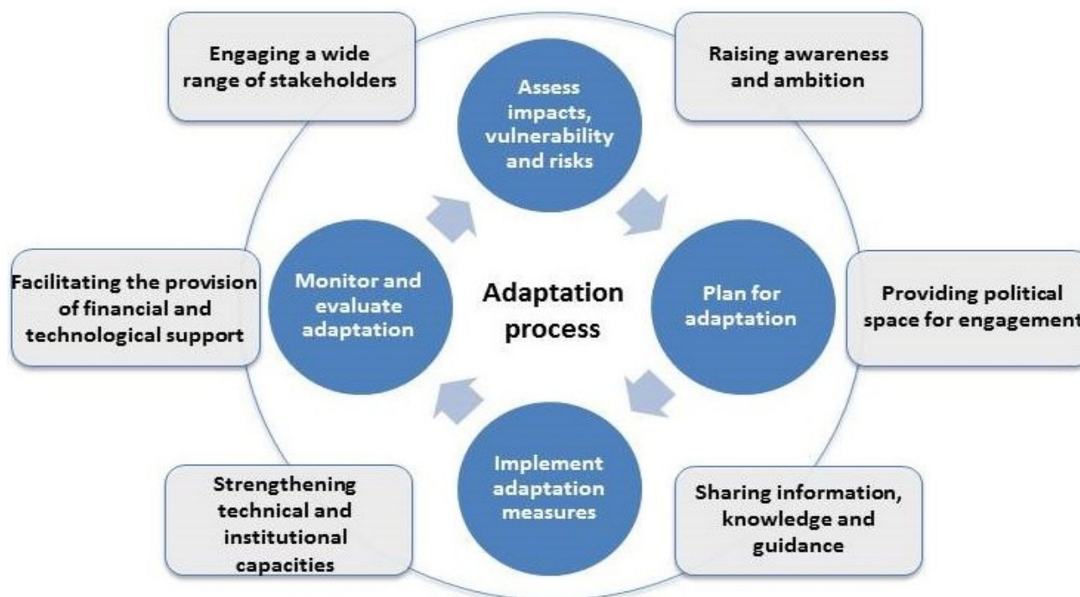 Engaging a wide
range of stakeholders
Raising awareness
and ambition
Assess
impacts,
vulnerability
and risks
Facilitating the provision
of financial and
technological support
Monitor and
evaluate
adaptation
Adaptation
process
Plan for
adaptation
Providing political
space for engagement
Strengthening
technical and
institutional
capacities
Implement
adaptation
measures
Sharing information,
knowledge and
guidance